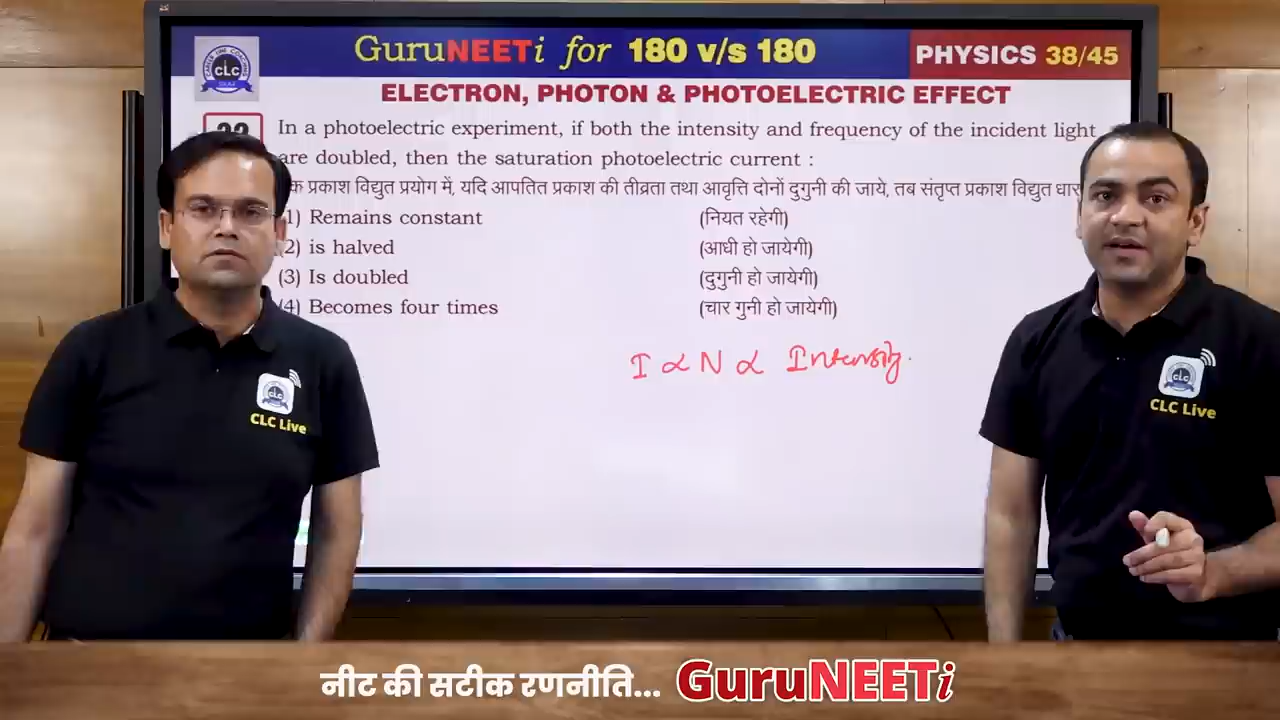 GuruNEETi for 180 v/s 180
PHYSICS 38/45
CLC
ELECTRON, PHOTON & PHOTOELECTRIC EFFECT
In a photoelectric experiment, if both the intensity and frequency of the incident light
are doubled, then the saturation photoelectric current :
प्रकाश विद्युत प्रयोग में, यदि आपतित प्रकाश की तीव्रता तथा आवृत्ति दोनों दुगुनी की जाये, तब संतृप्त प्रकाश विद्युत
1) Remains constant (नियत रहेगी)
2) is halved (आधी हो जायेगी)
(3) Is doubled (दुगुनी हो जायेगी)
(4) Becomes four times (चार गुनी हो जायेगी)
I ∝ N ∝ Intensity.
CLC Live
CLC Live
नीट की सटीक रणनीति... GuruNEETi